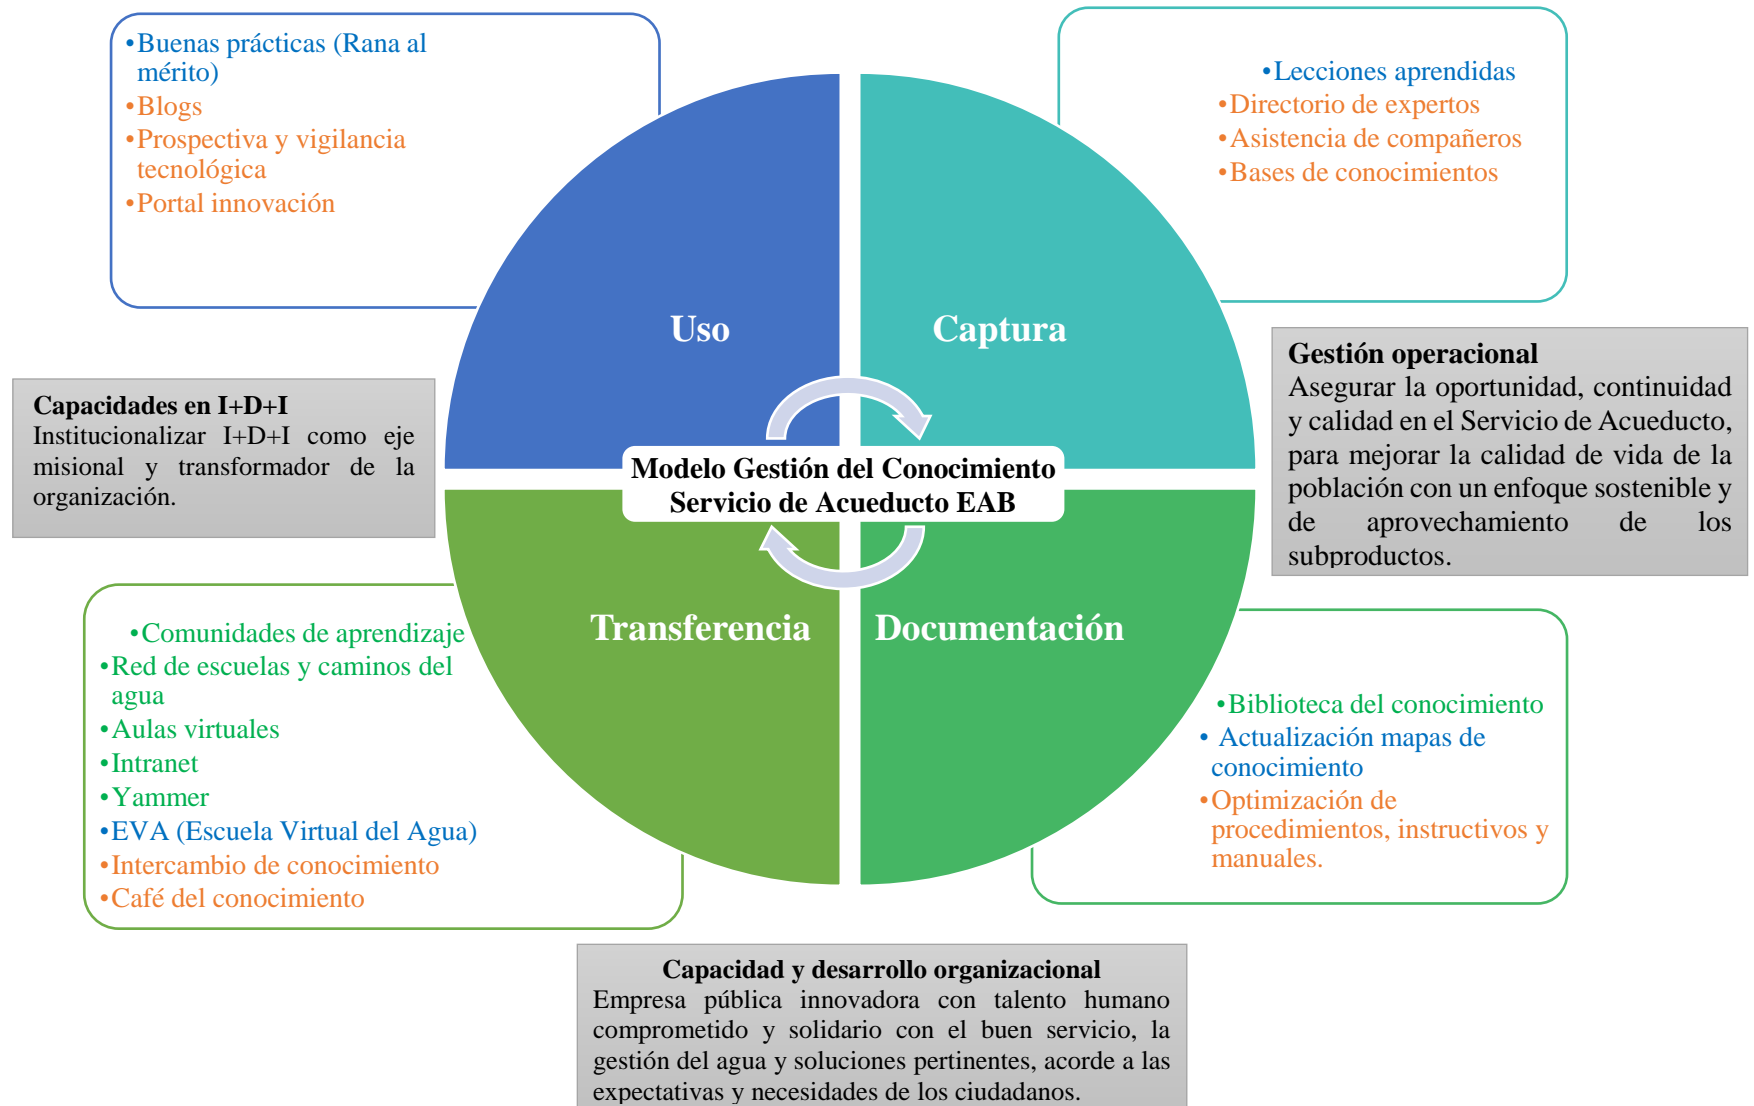 •Buenas prácticas (Rana al
mérito)
•Blogs
•Prospectiva y vigilancia
tecnológica
•Portal innovación
•Lecciones aprendidas
•Directorio de expertos
•Asistencia de compañeros
•Bases de conocimientos
Uso
Captura
Capacidades en I+D+I
Institucionalizar I+D+I como eje
misional y transformador de la
organización.
Gestión operacional
Asegurar la oportunidad, continuidad
y calidad en el Servicio de Acueducto,
para mejorar la calidad de vida de la
población con un enfoque sostenible y
de aprovechamiento de los
subproductos.
Modelo Gestión del Conocimiento
Servicio de Acueducto EAB
Transferencia
Documentación
•Comunidades de aprendizaje
•Red de escuelas y caminos del
agua
•Aulas virtuales
•Intranet
•Yammer
•EVA (Escuela Virtual del Agua)
•Intercambio de conocimiento
•Café del conocimiento
•Biblioteca del conocimiento
• Actualización mapas de
conocimiento
•Optimización de
procedimientos, instructivos y
manuales.
Capacidad y desarrollo organizacional
Empresa pública innovadora con talento humano
comprometido y solidario con el buen servicio, la
gestión del agua y soluciones pertinentes, acorde a las
expectativas y necesidades de los ciudadanos.